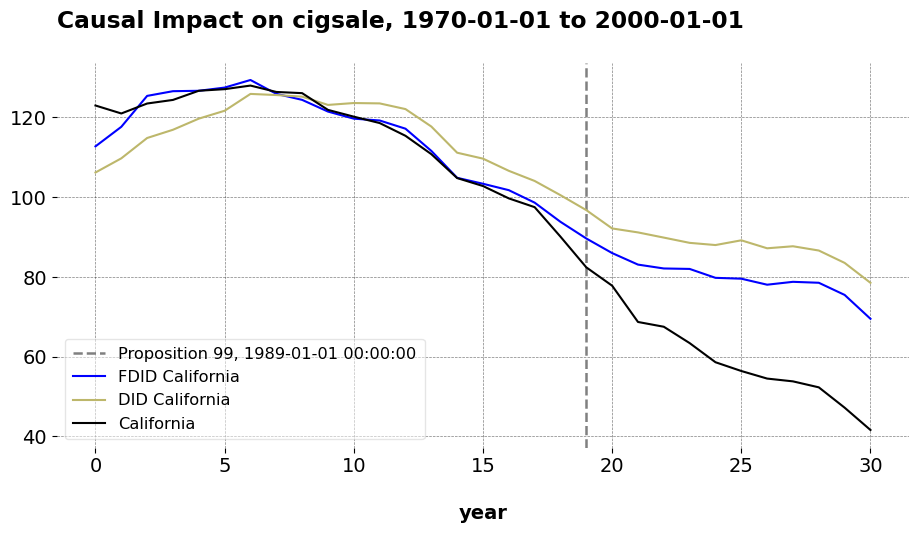 Causal Impact on cigsale, 1970-01-01 to 2000-01-01
120
100
80
60
40
Proposition 99, 1989-01-01 00:00:00
FDID California
DID California
California
0 5 10 15 20 25 30
year